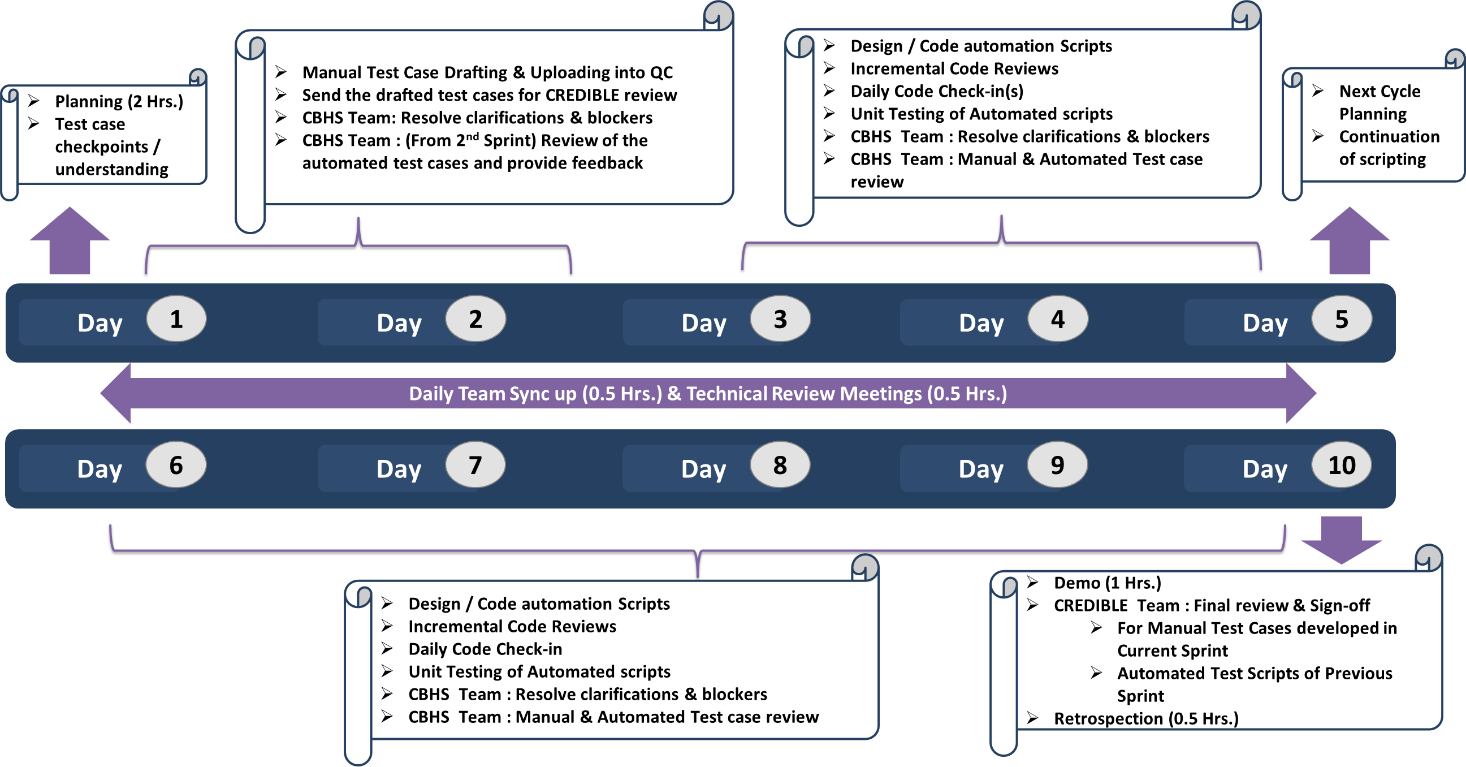 Planning (2 Hrs.)
Test case
checkpoints /
understanding
Manual Test Case Drafting & Uploading into QC
Send the drafted test cases for CREDIBLE review
CBHS Team: Resolve clarifications & blockers
CBHS Team : (From 2nd Sprint) Review of the
automated test cases and provide feedback
Design / Code automation Scripts
Incremental Code Reviews
Daily Code Check-in(s)
Unit Testing of Automated scripts
CBHS Team : Resolve clarifications & blockers
CBHS Team : Manual & Automated Test case
review
Next Cycle
Planning
Continuation
of scripting
Day 1 Day 2 Day 3 Day 4 Day 5
Daily Team Sync up (0.5 Hrs.) & Technical Review Meetings (0.5 Hrs.)
Day 6 Day 7 Day 8 Day 9 Day 10
Design / Code automation Scripts
Incremental Code Reviews
Daily Code Check-in
Unit Testing of Automated scripts
CBHS Team : Resolve clarifications & blockers
CBHS Team : Manual & Automated Test case review
Demo (1 Hrs.)
CREDIBLE Team : Final review & Sign-off
For Manual Test Cases developed in
Current Sprint
Automated Test Scripts of Previous
Sprint
Retrospection (0.5 Hrs.)